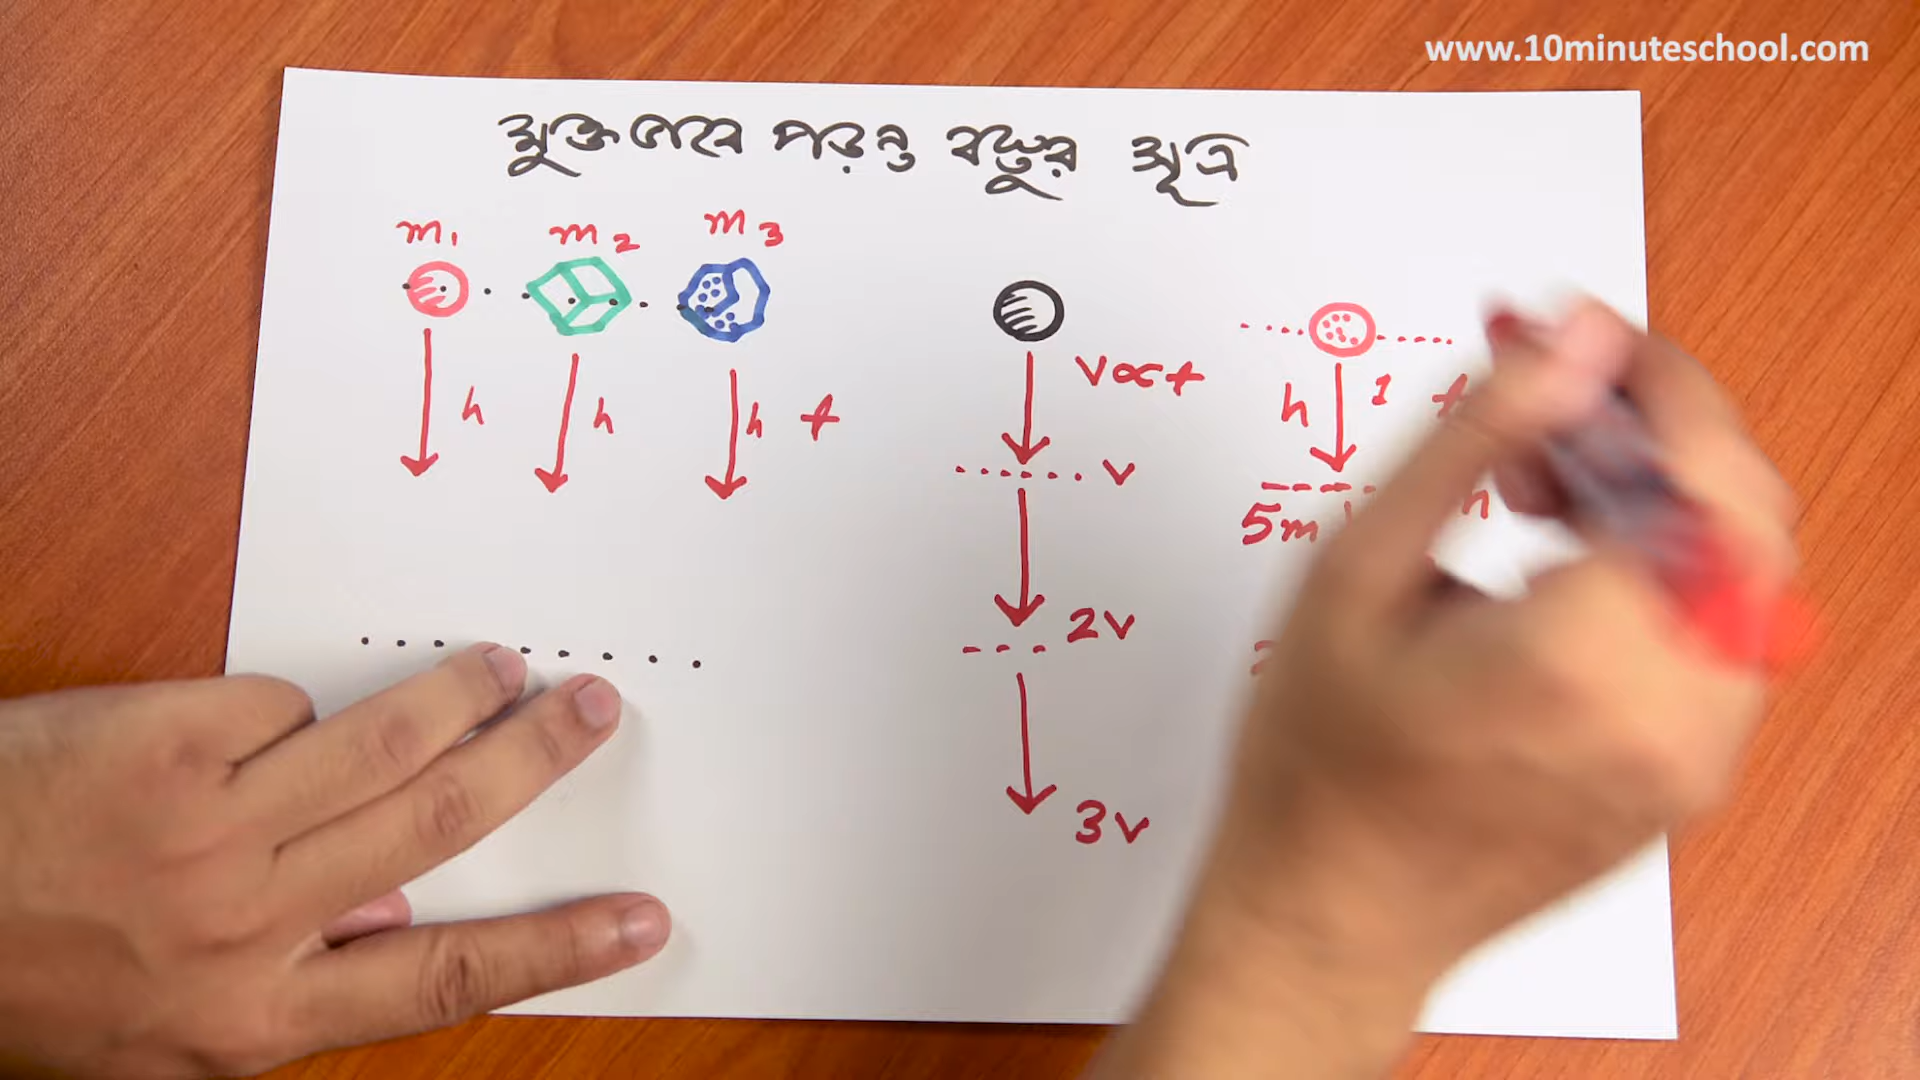 www.10minuteschool.com
মুক্তভাবে পড়ন্ত বস্তুর সূত্র
m1 m2 m3
h h h t
v∝t
v
2v
3v
h 1
5m
h